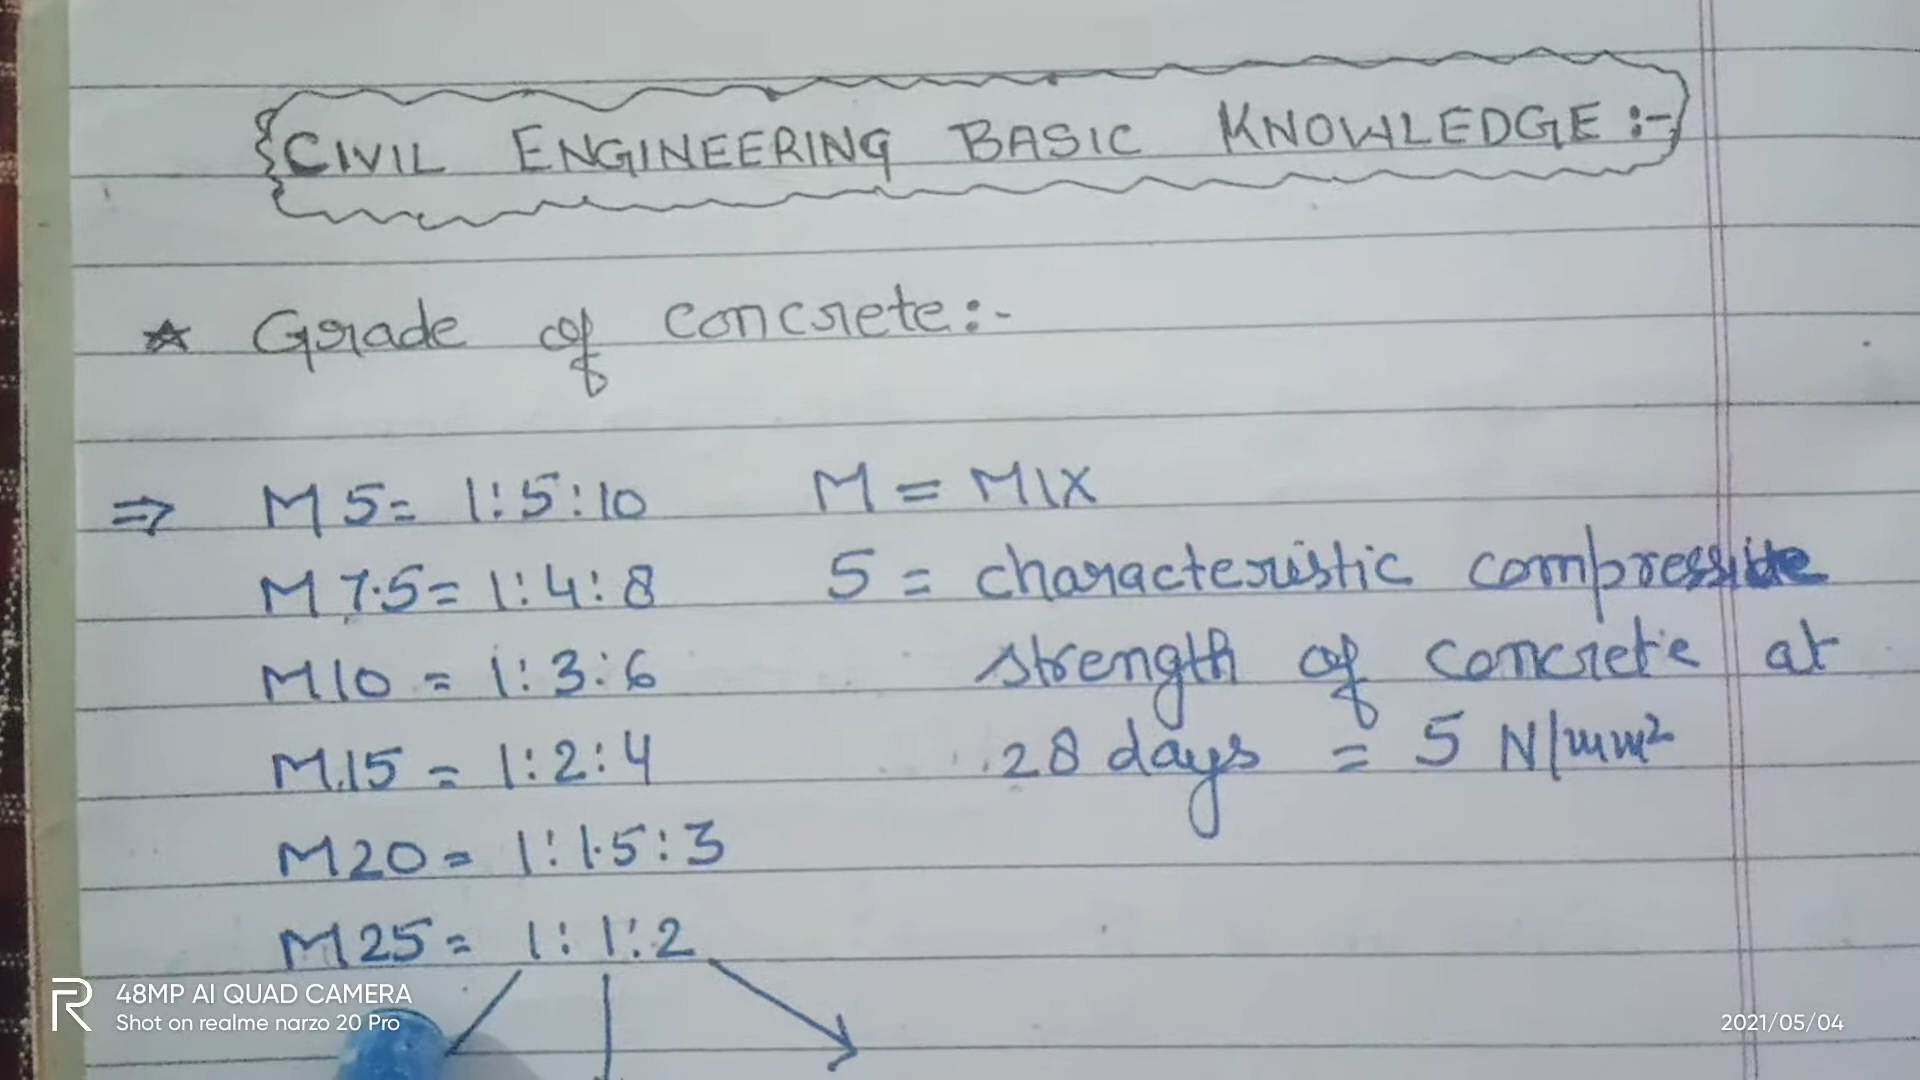 CIVIL ENGINEERING BASIC KNOWLEDGE :-
★ Grade of concrete :-
⇒ M 5 = 1:5:10 M = MIX
M 7.5 = 1:4:8 5 = characteristic compressive
M10 = 1:3:6 strength of concrete at
M15 = 1:2:4 28 days = 5 N/mm²
M20 = 1:1.5:3
M25 = 1:1:2
48MP AI QUAD CAMERA
Shot on realme narzo 20 Pro
2021/05/04